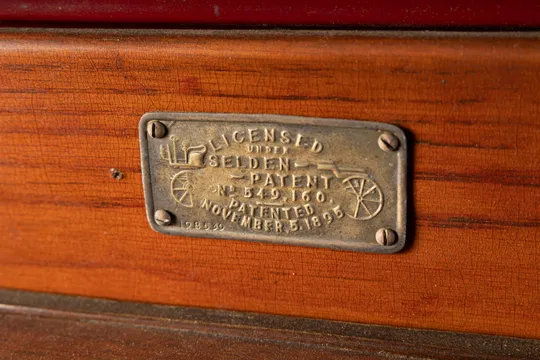 LICENSED
UNDER
SELDEN
PATENT
No. 549,160.
PATENTED
NOVEMBER, 5. 1895